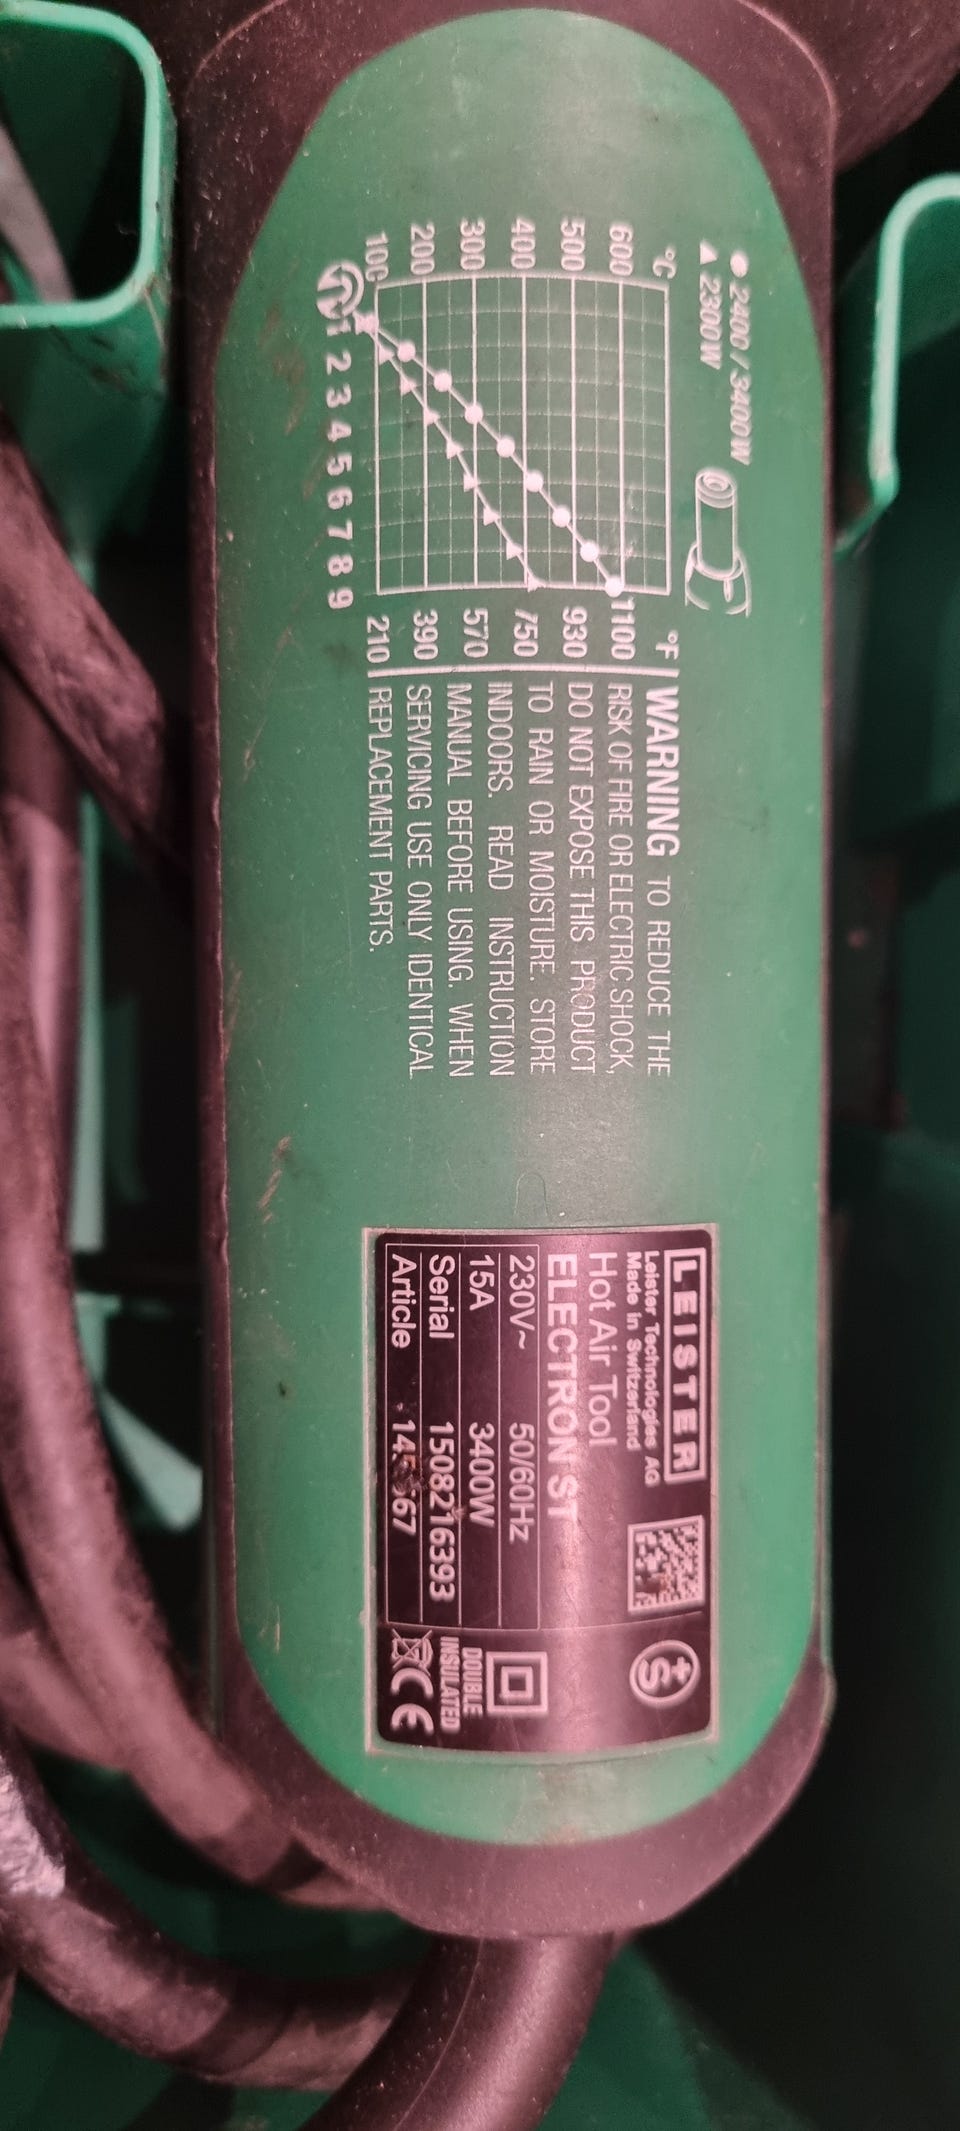 ● 2400 / 3400W
▲ 2300W
°C
600
500
400
300
200
100
1 2 3 4 5 6 7 8 9
°F
1100
930
750
570
390
210
WARNING TO REDUCE THE
RISK OF FIRE OR ELECTRIC SHOCK,
DO NOT EXPOSE THIS PRODUCT
TO RAIN OR MOISTURE. STORE
INDOORS. READ INSTRUCTION
MANUAL BEFORE USING. WHEN
SERVICING USE ONLY IDENTICAL
REPLACEMENT PARTS.
LEISTER
Leister Technologies AG
Made in Switzerland
Hot Air Tool
ELECTRON ST
230V~ 50/60Hz
15A 3400W
Serial 1508216393
Article
+S
DOUBLE
INSULATED
CE